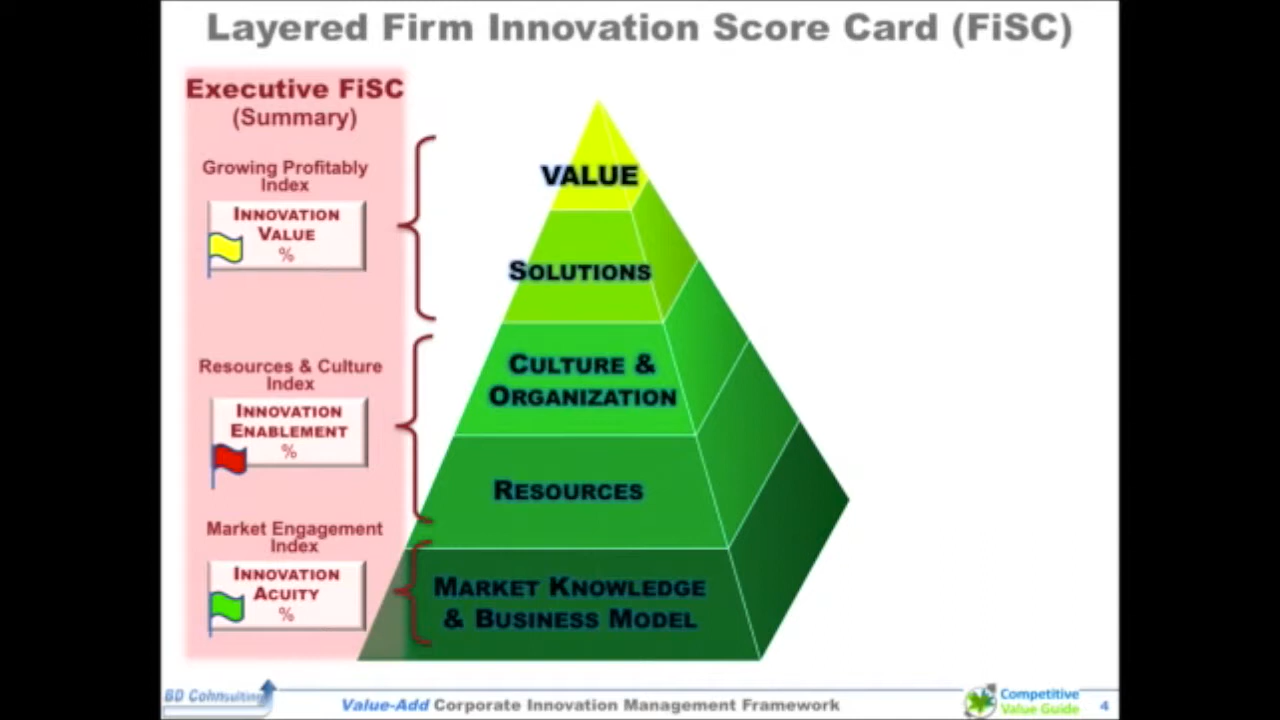 Layered Firm Innovation Score Card (FiSC)
Executive FiSC
(Summary)
Growing Profitably
Index
INNOVATION
VALUE
%
Resources & Culture
Index
INNOVATION
ENABLEMENT
%
Market Engagement
Index
INNOVATION
ACUITY
%
VALUE
SOLUTIONS
CULTURE &
ORGANIZATION
RESOURCES
MARKET KNOWLEDGE
& BUSINESS MODEL
BD Cohnsulting
Value-Add Corporate Innovation Management Framework
Competitive
Value Guide
4